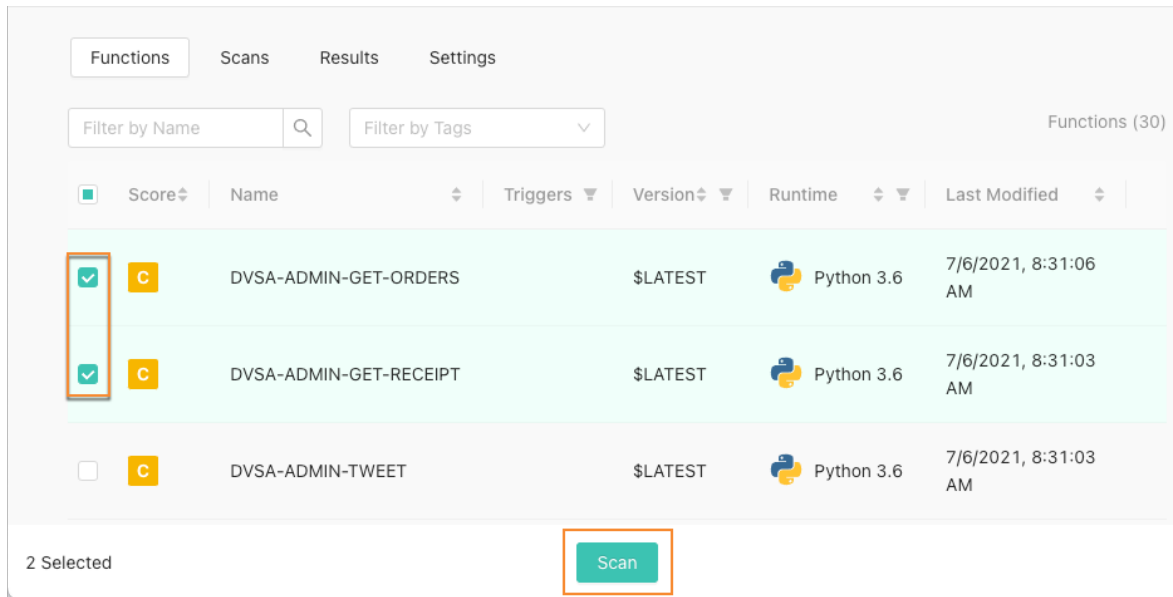 Functions Scans Results Settings
Filter by Name Filter by Tags Functions (30)
Score Name Triggers Version Runtime Last Modified
C DVSA-ADMIN-GET-ORDERS $LATEST Python 3.6 7/6/2021, 8:31:06
AM
C DVSA-ADMIN-GET-RECEIPT $LATEST Python 3.6 7/6/2021, 8:31:03
AM
C DVSA-ADMIN-TWEET $LATEST Python 3.6 7/6/2021, 8:31:03
AM
2 Selected Scan